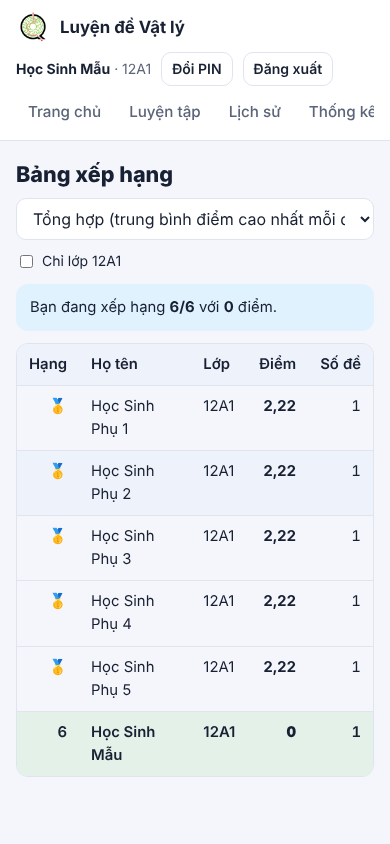 Luyện đề Vật lý
Học Sinh Mẫu · 12A1 Đổi PIN Đăng xuất
Trang chủ Luyện tập Lịch sử Thống kê
Bảng xếp hạng
Tổng hợp (trung bình điểm cao nhất mỗi
Chỉ lớp 12A1
Bạn đang xếp hạng 6/6 với 0 điểm.
Hạng Họ tên Lớp Điểm Số đề
🥇 Học Sinh 12A1 2,22 1
Phụ 1
🥇 Học Sinh 12A1 2,22 1
Phụ 2
🥇 Học Sinh 12A1 2,22 1
Phụ 3
🥇 Học Sinh 12A1 2,22 1
Phụ 4
🥇 Học Sinh 12A1 2,22 1
Phụ 5
6 Học Sinh 12A1 0 1
Mẫu